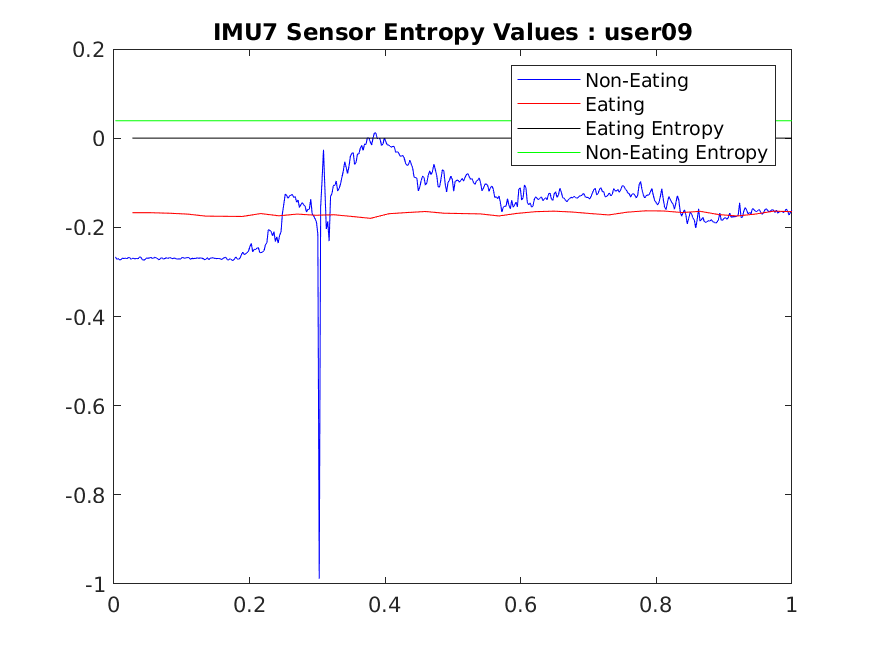 IMU7 Sensor Entropy Values : user09
0.2
0
-0.2
-0.4
-0.6
-0.8
-1
Non-Eating
Eating
Eating Entropy
Non-Eating Entropy
0 0.2 0.4 0.6 0.8 1